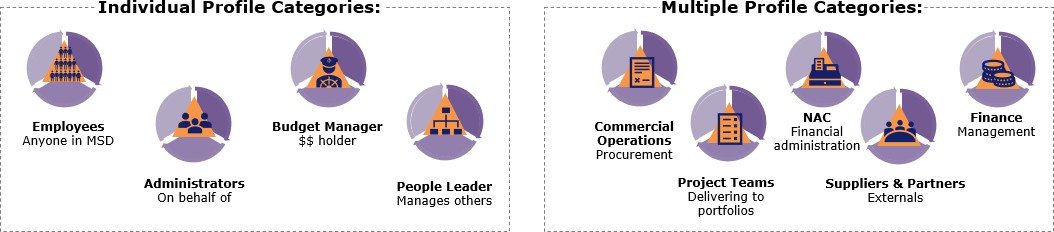 Individual Profile Categories:
Employees
Anyone in MSD
Administrators
On behalf of
Budget Manager
$$ holder
People Leader
Manages others
Multiple Profile Categories:
Commercial
Operations
Procurement
Project Teams
Delivering to
portfolios
NAC
Financial
administration
Suppliers & Partners
Externals
Finance
Management